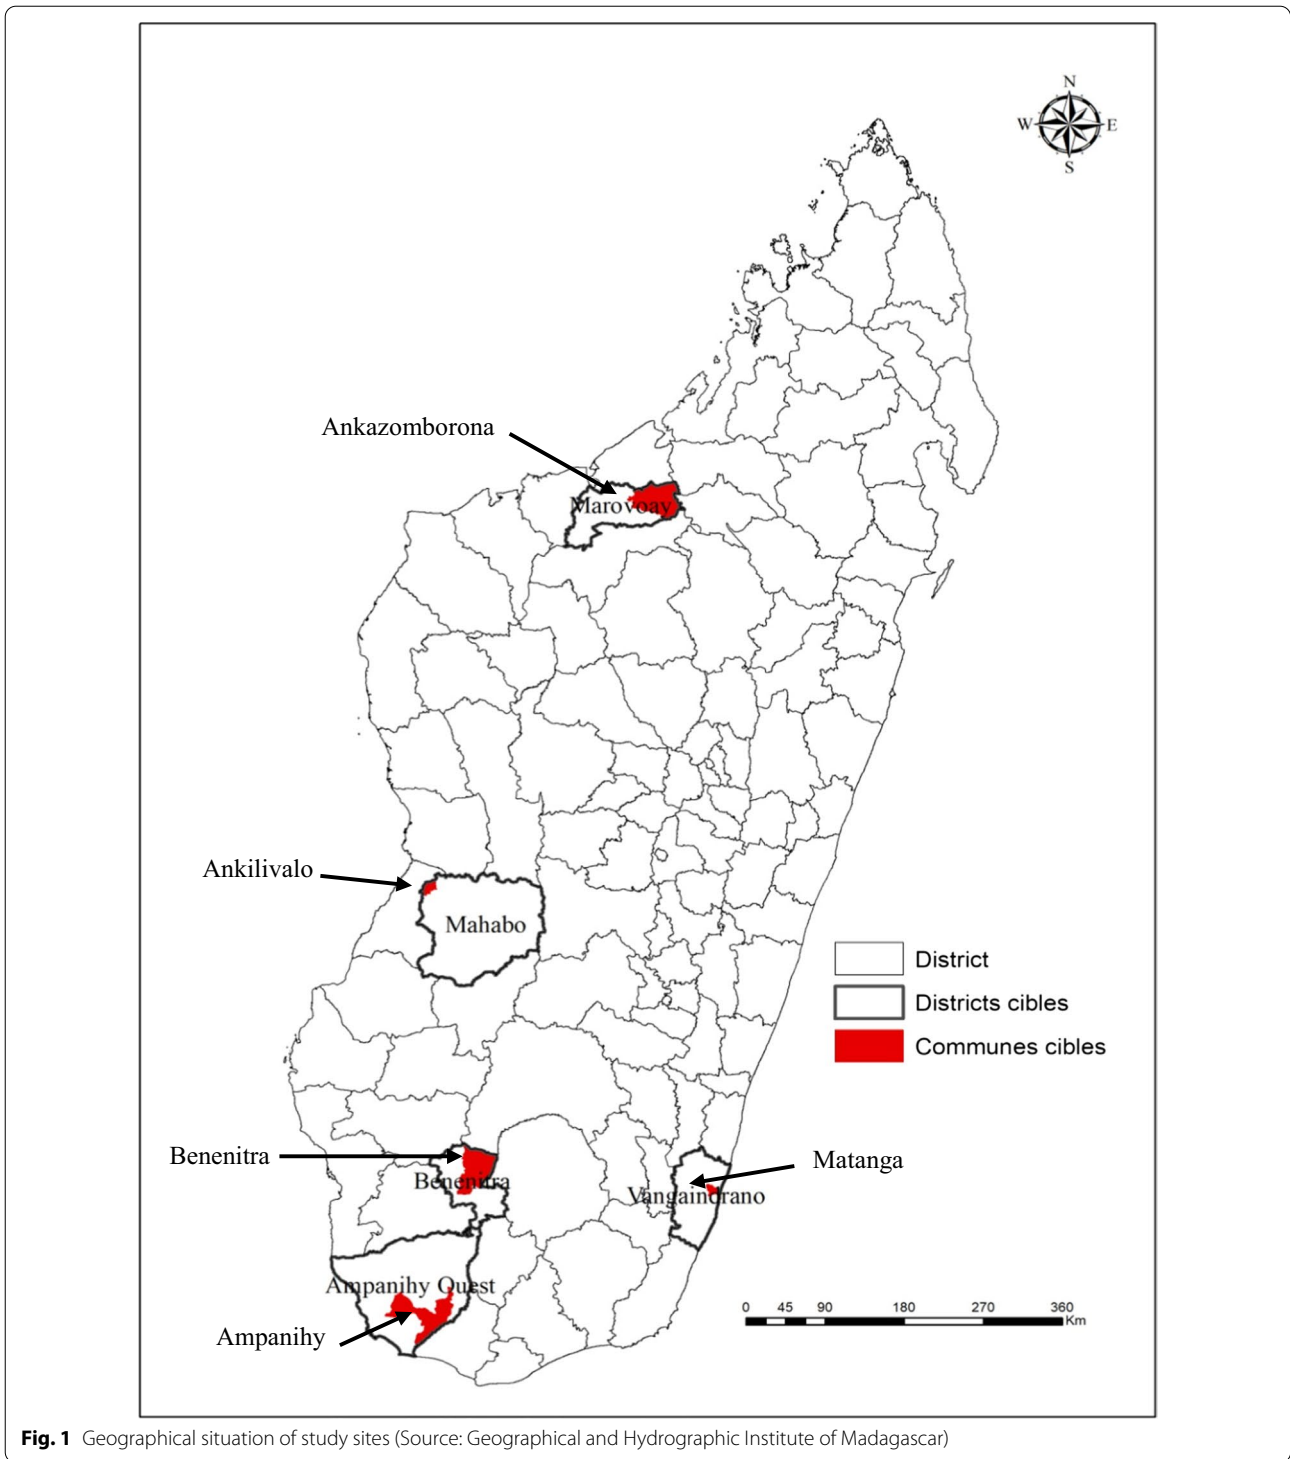 N
W E
S
Ankazomborona
Marovoay
Ankilivalo
Mahabo
District
Districts cibles
Communes cibles
Benenitra
Benenitra
Matanga
Vangaindrano
Ampanihy Ouest
Ampanihy
0 45 90 180 270 360
Km
Fig. 1 Geographical situation of study sites (Source: Geographical and Hydrographic Institute of Madagascar)